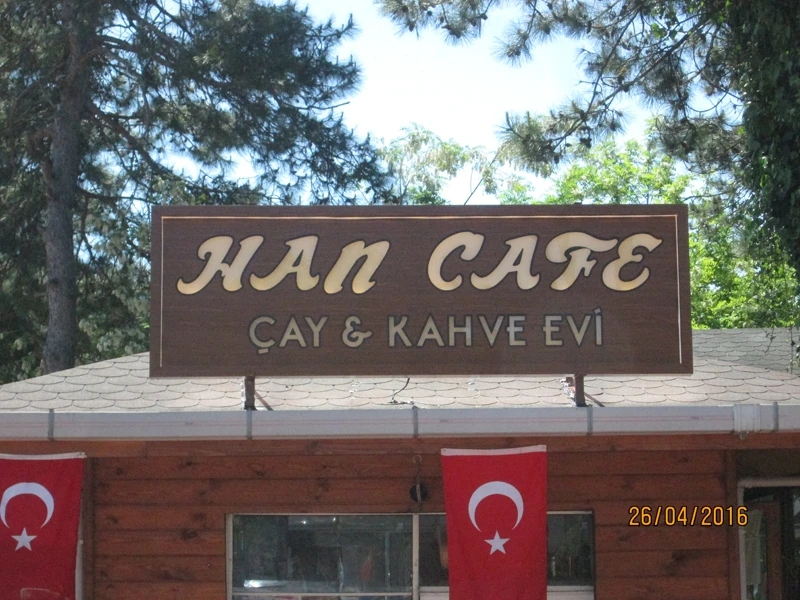 HAN CAFE
ÇAY & KAHVE EVİ
26/04/2016